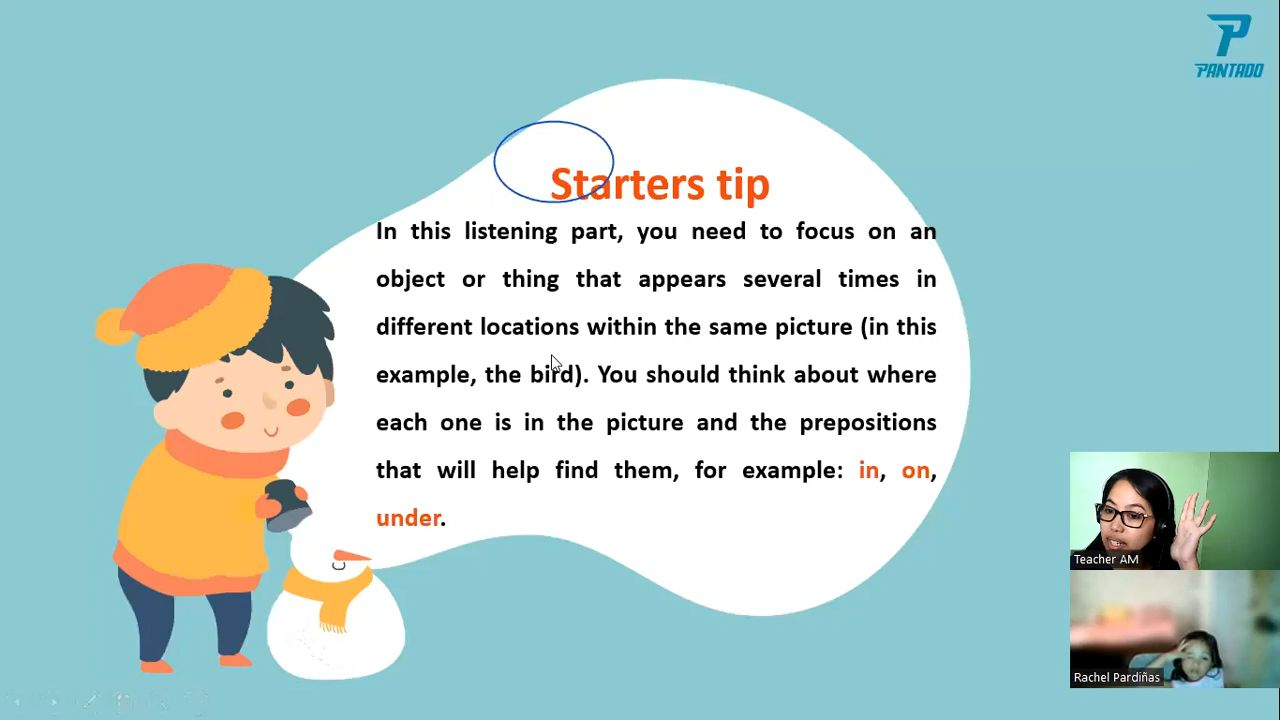 PANTADO
Starters tip
In this listening part, you need to focus on an
object or thing that appears several times in
different locations within the same picture (in this
example, the bird). You should think about where
each one is in the picture and the prepositions
that will help find them, for example: in, on,
under.
Teacher AM
Rachel Pardiñas